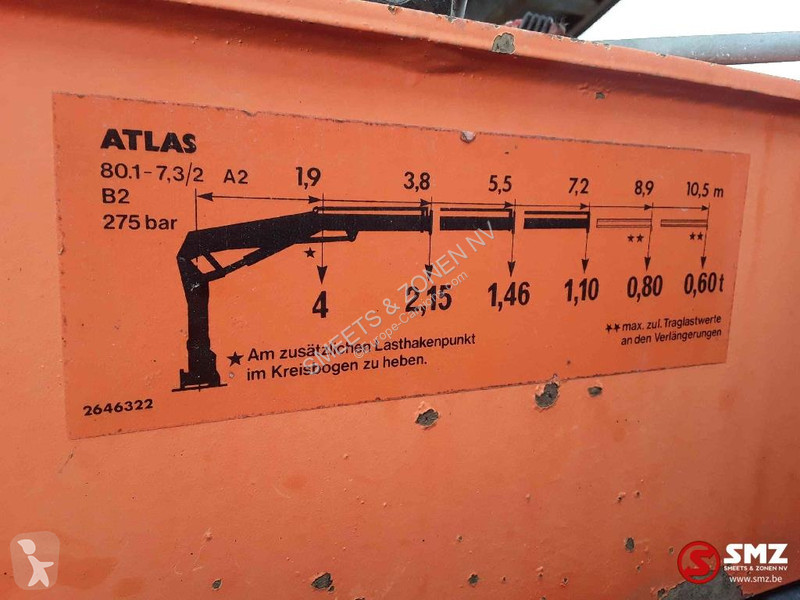 ATLAS
80.1-7,3/2 A2
B2
275 bar
1,9 3,8 5,5 7,2 8,9 10,5 m
★ ★★ ★★
4 2,15 1,46 1,10 0,80 0,60 t
★ Am zusätzlichen Lasthakenpunkt
im Kreisbogen zu heben.
★★ max. zul. Traglastwerte
an den Verlängerungen
2646322
SMEETS & ZONEN NV
SMZ
SMEETS & ZONEN NV
www.smz.be